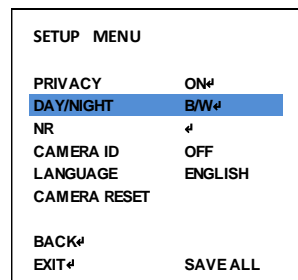 SETUP MENU
PRIVACY ON↵
DAY/NIGHT B/W↵
NR ↵
CAMERA ID OFF
LANGUAGE ENGLISH
CAMERA RESET
BACK↵
EXIT↵ SAVE ALL